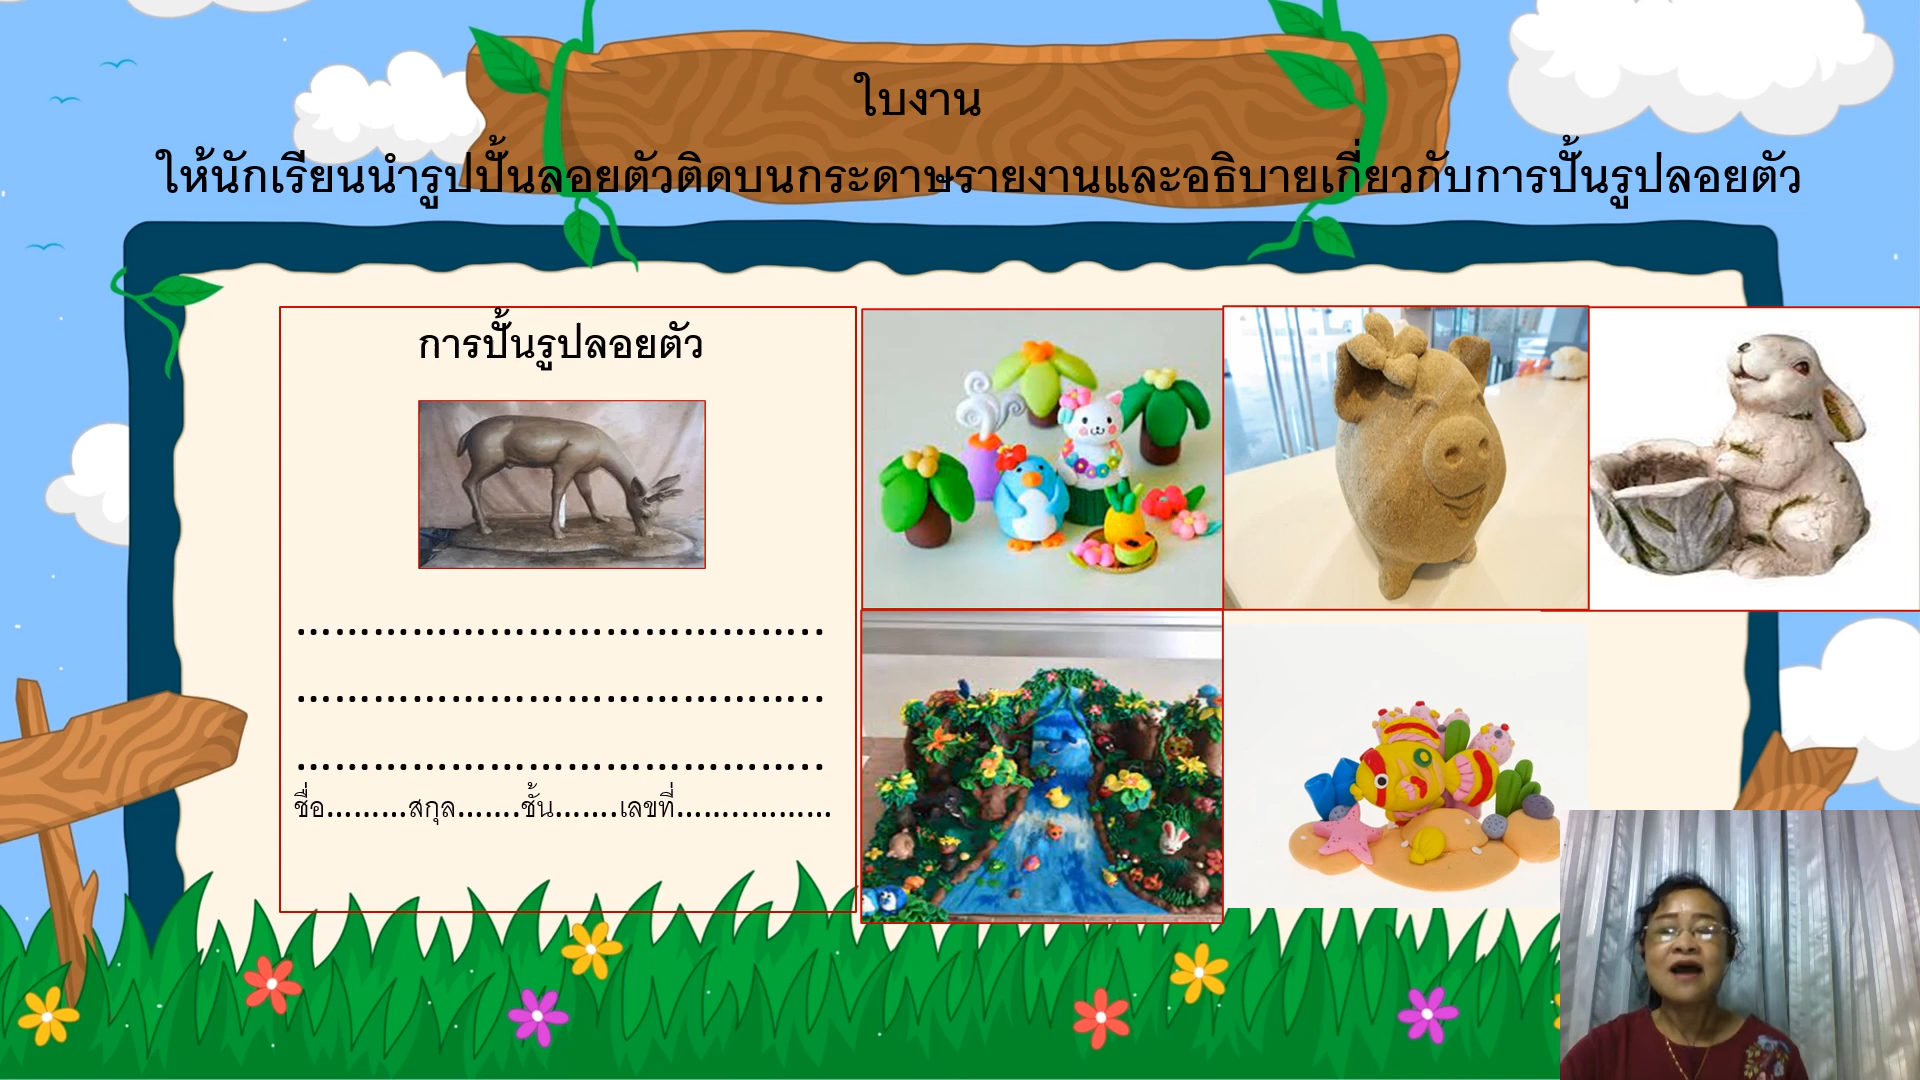 ใบงาน
ให้นักเรียนนำรูปปั้นลอยตัวติดบนกระดาษรายงานและอธิบายเกี่ยวกับการปั้นรูปลอยตัว
การปั้นรูปลอยตัว
……………………………………..
……………………………………..
……………………………………..
ชื่อ………สกุล…….ชั้น…….เลขที่……..………